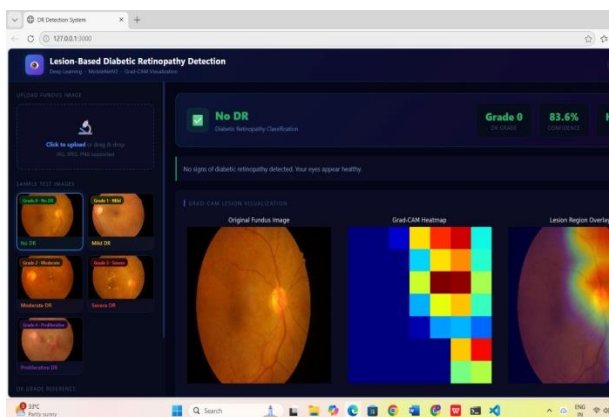 DR Detection System
127.0.0.1:3000
Lesion-Based Diabetic Retinopathy Detection
Deep Learning · MobileNetV2 · Grad-CAM Visualization
UPLOAD FUNDUS IMAGE
Click to upload or drag & drop
JPG, JPEG, PNG supported
SAMPLE TEST IMAGES
Grade 0 - No DR
No DR
Grade 1 - Mild
Mild DR
Grade 2 - Moderate
Moderate DR
Grade 3 - Severe
Severe DR
Grade 4 - Proliferative
Proliferative DR
DR GRADE REFERENCE
No DR
Diabetic Retinopathy Classification
Grade 0
DR GRADE
83.6%
CONFIDENCE
No signs of diabetic retinopathy detected. Your eyes appear healthy.
GRAD-CAM LESION VISUALIZATION
Original Fundus Image
Grad-CAM Heatmap
Lesion Region Overlay
33°C
Partly sunny
Search
ENG
IN